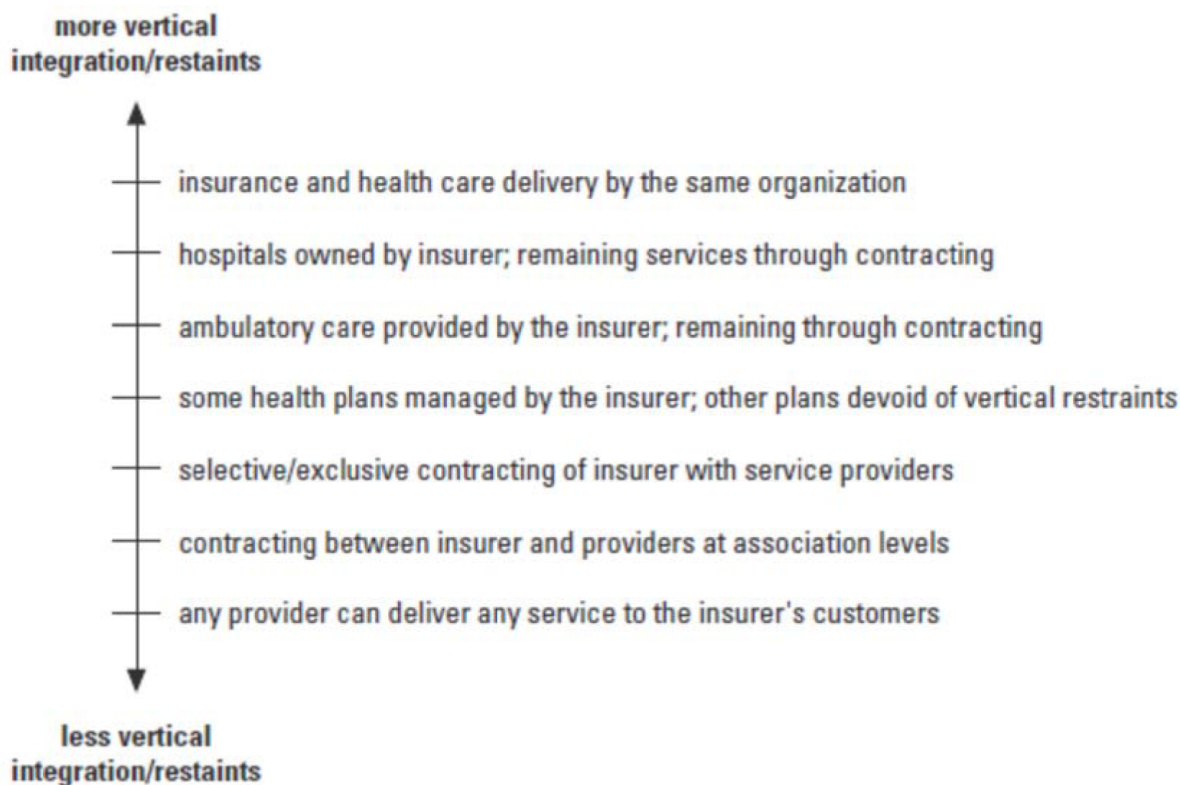 more vertical
integration/restaints
insurance and health care delivery by the same organization
hospitals owned by insurer; remaining services through contracting
ambulatory care provided by the insurer; remaining through contracting
some health plans managed by the insurer; other plans devoid of vertical restraints
selective/exclusive contracting of insurer with service providers
contracting between insurer and providers at association levels
any provider can deliver any service to the insurer's customers
less vertical
integration/restaints